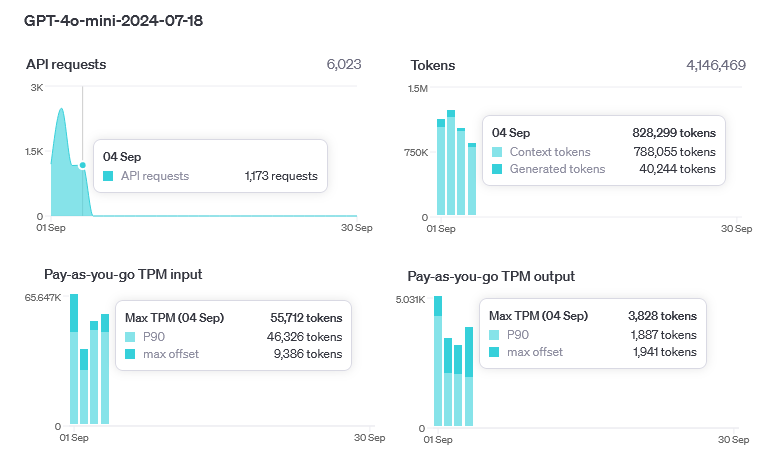 GPT-4o-mini-2024-07-18
API requests 6,023
3K
1.5K
0
01 Sep 30 Sep
04 Sep
API requests 1,173 requests
Tokens 4,146,469
1.5M
750K
0
01 Sep 30 Sep
04 Sep 828,299 tokens
Context tokens 788,055 tokens
Generated tokens 40,244 tokens
Pay-as-you-go TPM input
65.647K
0
01 Sep 30 Sep
Max TPM (04 Sep) 55,712 tokens
P90 46,326 tokens
max offset 9,386 tokens
Pay-as-you-go TPM output
5.031K
0
01 Sep 30 Sep
Max TPM (04 Sep) 3,828 tokens
P90 1,887 tokens
max offset 1,941 tokens